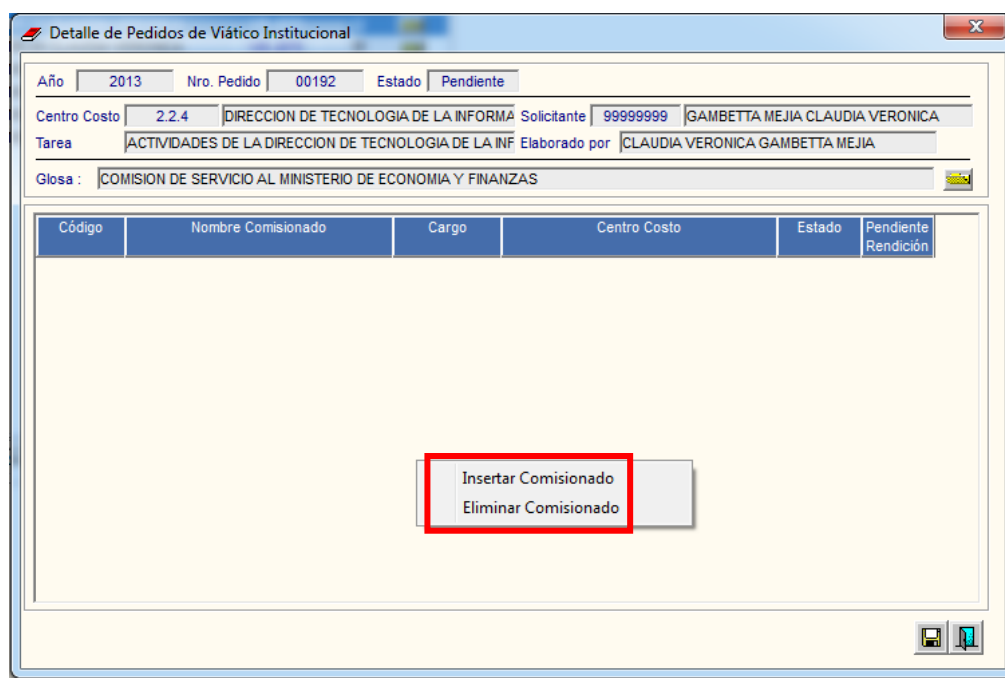 Detalle de Pedidos de Viático Institucional
Año 2013 Nro. Pedido 00192 Estado Pendiente
Centro Costo 2.2.4 DIRECCION DE TECNOLOGIA DE LA INFORMA Solicitante 99999999 GAMBETTA MEJIA CLAUDIA VERONICA
Tarea ACTIVIDADES DE LA DIRECCION DE TECNOLOGIA DE LA INF Elaborado por CLAUDIA VERONICA GAMBETTA MEJIA
Glosa : COMISION DE SERVICIO AL MINISTERIO DE ECONOMIA Y FINANZAS
Código Nombre Comisionado Cargo Centro Costo Estado Pendiente
Rendición
Insertar Comisionado
Eliminar Comisionado